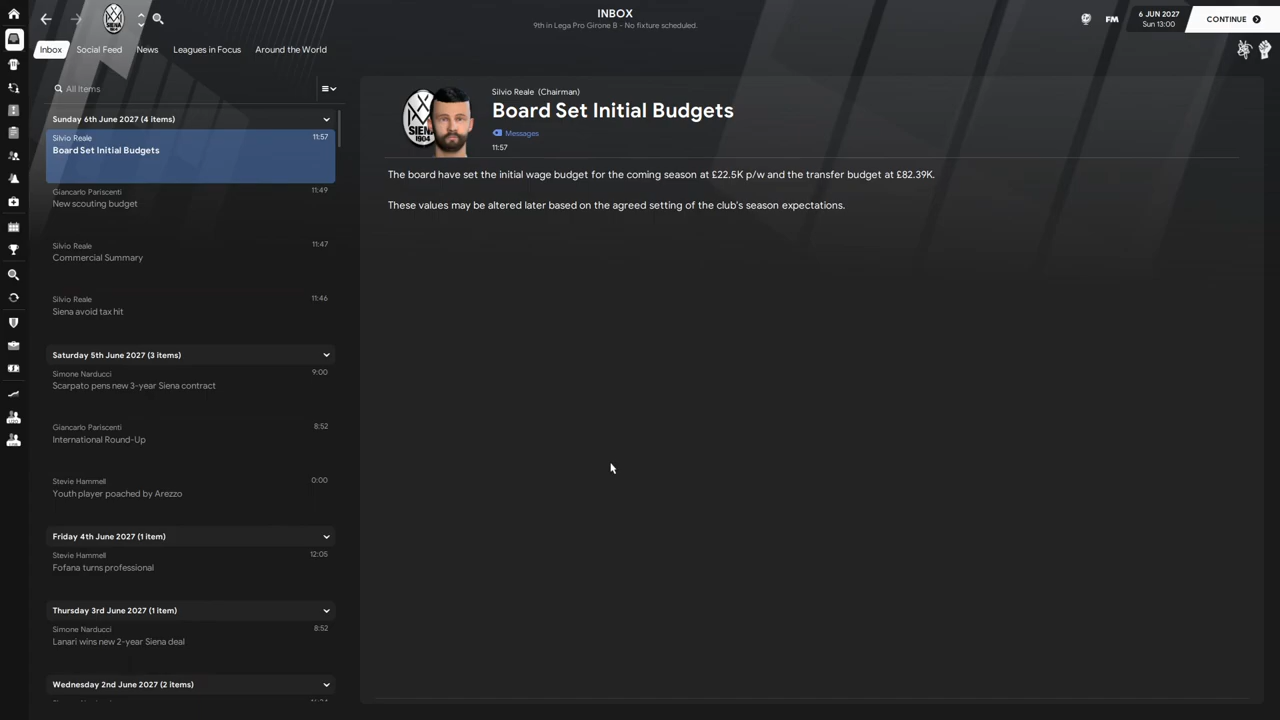 INBOX
9th in Lega Pro Girone B - No fixture scheduled.
FM
6 JUN 2027
Sun 13:00
CONTINUE
Inbox
Social Feed
News
Leagues in Focus
Around the World
All Items
Sunday 6th June 2027 (4 items)
Silvio Reale 11:57
Board Set Initial Budgets
Giancarlo Pariscenti 11:49
New scouting budget
Silvio Reale 11:47
Commercial Summary
Silvio Reale 11:46
Siena avoid tax hit
Saturday 5th June 2027 (3 items)
Simone Narducci 9:00
Scarpato pens new 3-year Siena contract
Giancarlo Pariscenti 8:52
International Round-Up
Stevie Hammell 0:00
Youth player poached by Arezzo
Friday 4th June 2027 (1 item)
Stevie Hammell 12:05
Fofana turns professional
Thursday 3rd June 2027 (1 item)
Simone Narducci 8:52
Lanari wins new 2-year Siena deal
Wednesday 2nd June 2027 (2 items)
SIENA
1904
Silvio Reale (Chairman)
Board Set Initial Budgets
Messages
11:57
The board have set the initial wage budget for the coming season at £22.5K p/w and the transfer budget at £82.39K.
These values may be altered later based on the agreed setting of the club's season expectations.